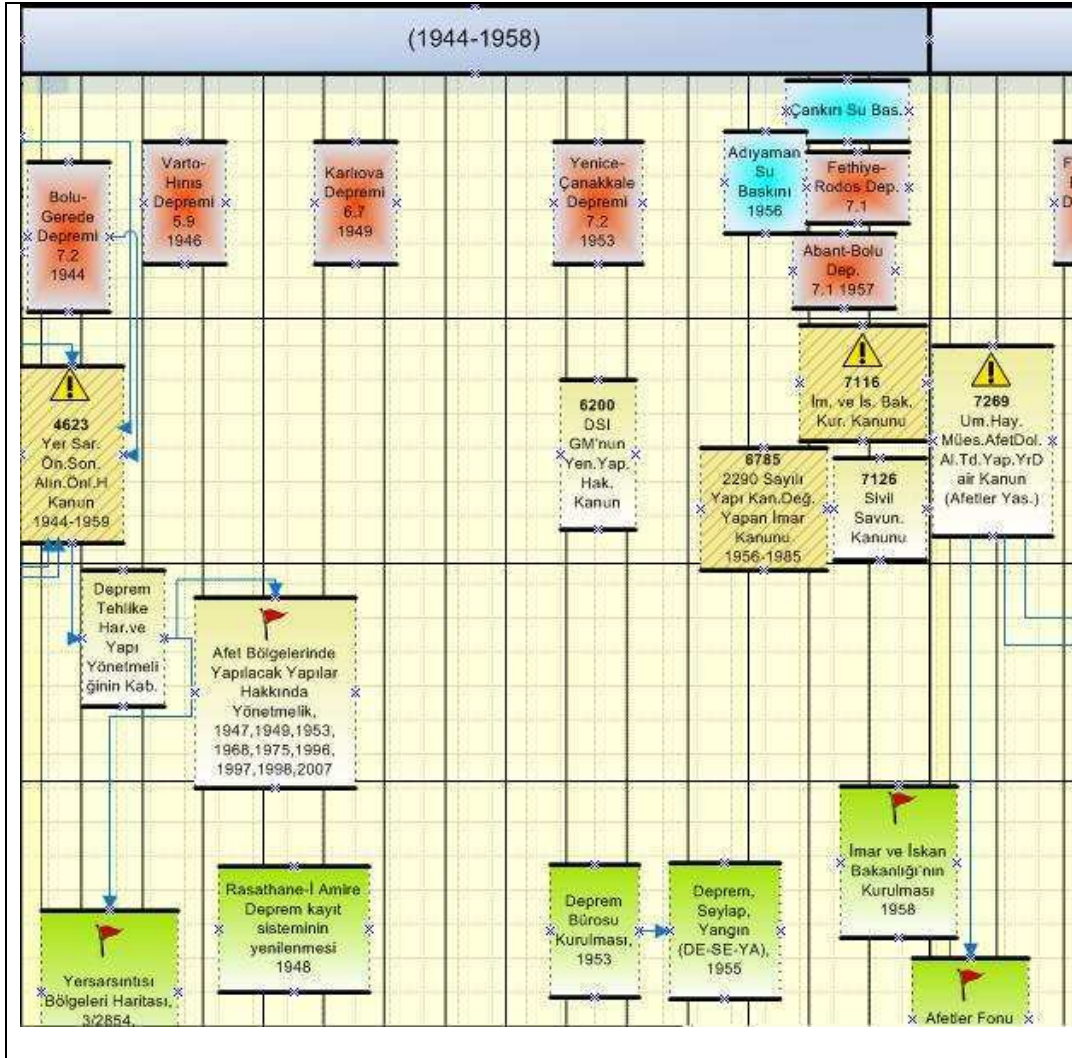 (1944-1958)
Çankırı Su Bas.
Bolu-
Gerede
Depremi
7.2
1944
Varto-
Hınıs
Depremi
5.9
1946
Karlıova
Depremi
6.7
1949
Yenice-
Çanakkale
Depremi
7.2
1953
Adıyaman
Su
Baskını
1956
Fethiye-
Rodos Dep.
7.1
Abant-Bolu
Dep.
7.1 1957
4623
Yer Sar.
Ön.Son.
Alın.Önl.H
Kanun
1944-1959
6200
DSI
GM'nun
Yen.Yap.
Hak.
Kanun
7116
İm. ve İs. Bak.
Kur. Kanunu
6785
2290 Sayılı
Yapı Kan.Değ.
Yapan İmar
Kanunu
1956-1985
7126
Sivil
Savun.
Kanunu
7269
Um.Hay.
Mües.AfetDol.
Al.Td.Yap.YrD
air Kanun
(Afetler Yas.)
Deprem
Tehlike
Har.ve
Yapı
Yönetmeli
ğinin Kab.
Afet Bölgelerinde
Yapılacak Yapılar
Hakkında
Yönetmelik,
1947,1949,1953,
1968,1975,1996,
1997,1998,2007
Yersarsıntısı
Bölgeleri Haritası,
3/2854,
Rasathane-İ Amire
Deprem kayıt
sisteminin
yenilenmesi
1948
Deprem
Bürosu
Kurulması,
1953
Deprem,
Seylap,
Yangın
(DE-SE-YA),
1955
İmar ve İskan
Bakanlığı'nın
Kurulması
1958
Afetler Fonu